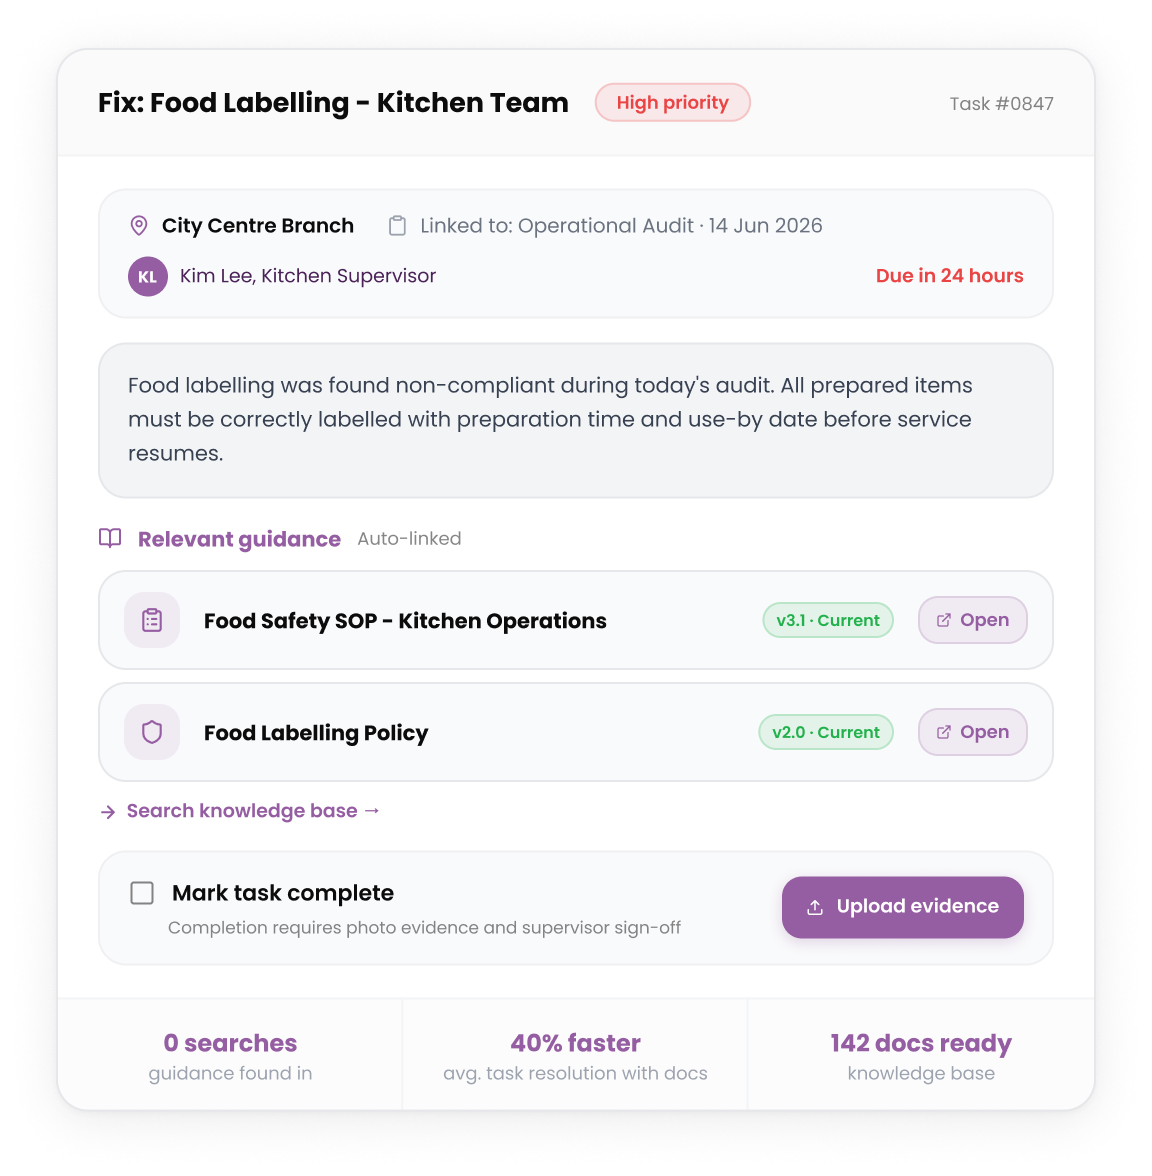 Fix: Food Labelling – Kitchen Team
High priority
Task #0847
City Centre Branch
Linked to: Operational Audit · 14 Jun 2026
KL
Kim Lee, Kitchen Supervisor
Due in 24 hours
Food labelling was found non-compliant during today's audit. All prepared items
must be correctly labelled with preparation time and use-by date before service
resumes.
Relevant guidance
Auto-linked
Food Safety SOP – Kitchen Operations
v3.1 · Current
Open
Food Labelling Policy
v2.0 · Current
Open
Search knowledge base →
Mark task complete
Completion requires photo evidence and supervisor sign-off
Upload evidence
0 searches
guidance found in
40% faster
avg. task resolution with docs
142 docs ready
knowledge base